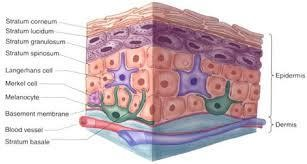 Stratum corneum
Stratum lucidum
Stratum granulosum
Stratum spinosum
Langerhans cell
Merkel cell
Melanocyte
Basement membrane
Blood vessel
Stratum basale
Epidermis
Dermis